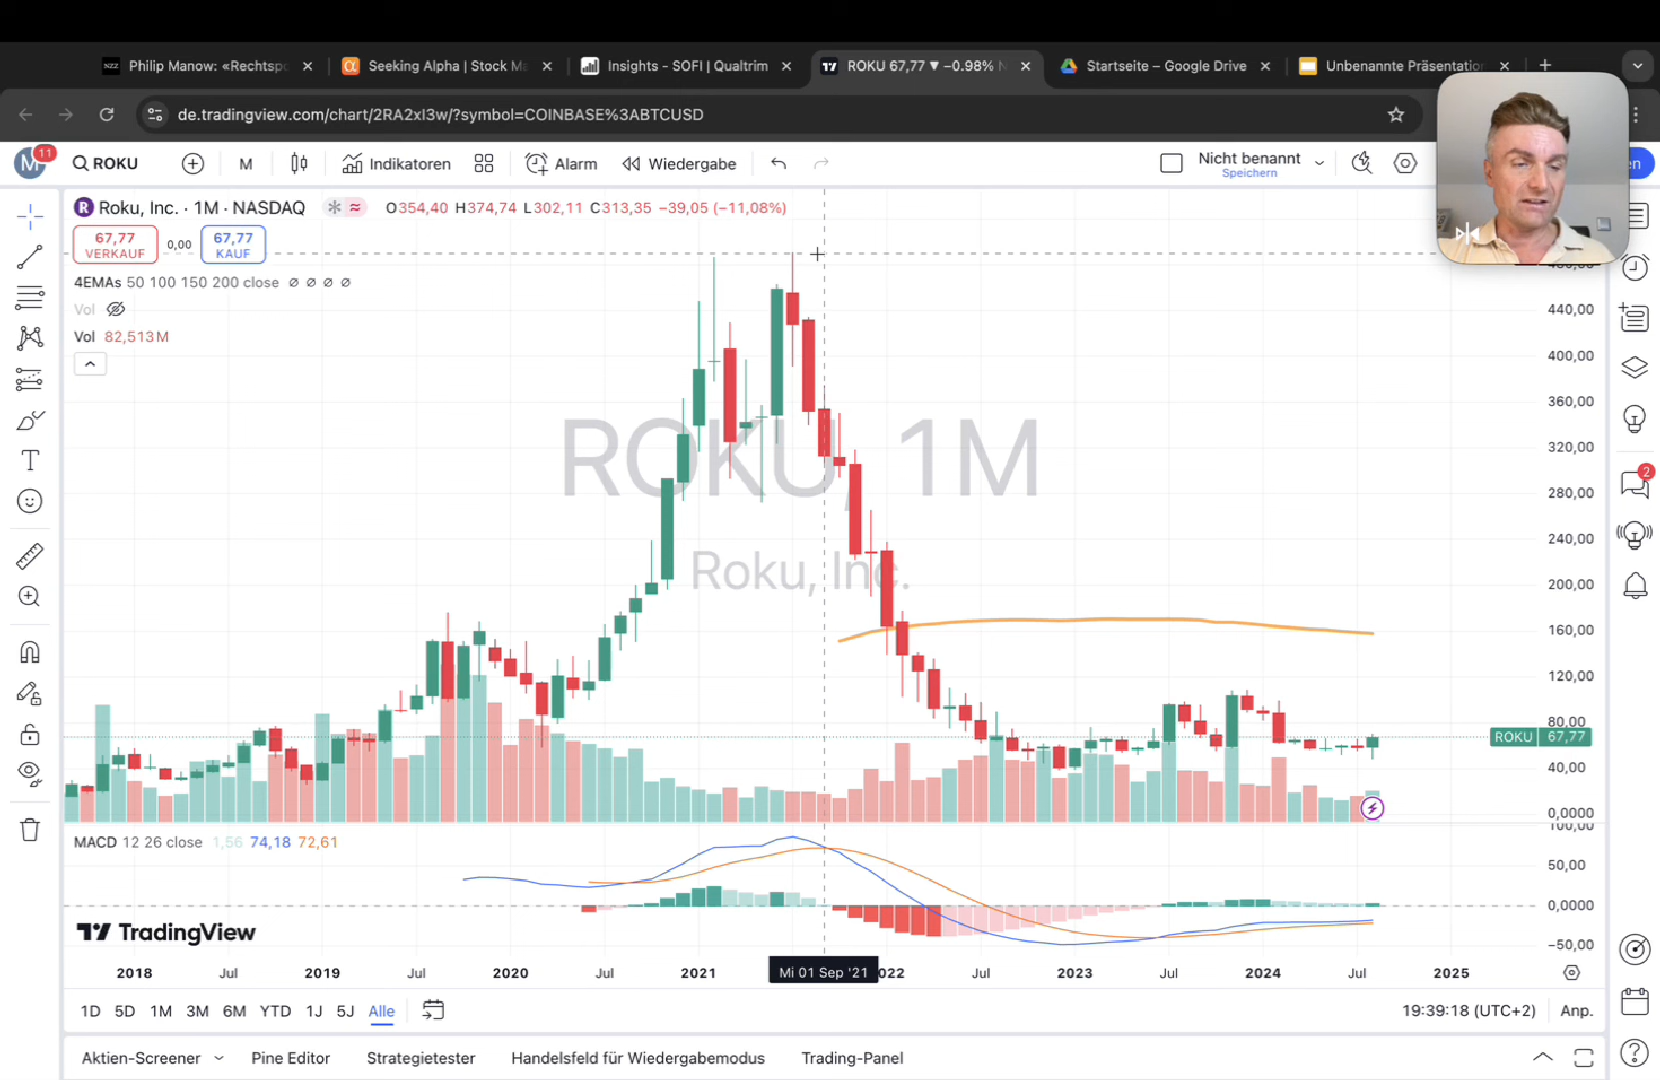 NZZ Philip Manow: «Rechtspo
Seeking Alpha | Stock Ma
Insights - SOFI | Qualtrim
ROKU 67,77 ▼ −0.98% N
Startseite – Google Drive
Unbenannte Präsentation
de.tradingview.com/chart/2RA2xI3w/?symbol=COINBASE%3ABTCUSD
M 11
ROKU
M
Indikatoren
Alarm
Wiedergabe
Nicht benannt
Speichern
en
R Roku, Inc. · 1M · NASDAQ
O354,40 H374,74 L302,11 C313,35 −39,05 (−11,08%)
67,77 VERKAUF
0,00
67,77 KAUF
4EMAs 50 100 150 200 close ∅ ∅ ∅ ∅
Vol
Vol 82,513M
ROKU, 1M
Roku, Inc.
440,00
400,00
360,00
320,00
280,00
240,00
200,00
160,00
120,00
80,00
ROKU 67,77
40,00
0,0000
2
MACD 12 26 close 1,56 74,18 72,61
100,00
50,00
0,0000
−50,00
TradingView
2018 Jul 2019 Jul 2020 Jul 2021 Mi 01 Sep '21 022 Jul 2023 Jul 2024 Jul 2025
1D 5D 1M 3M 6M YTD 1J 5J Alle
19:39:18 (UTC+2) Anp.
Aktien-Screener Pine Editor Strategietester Handelsfeld für Wiedergabemodus Trading-Panel